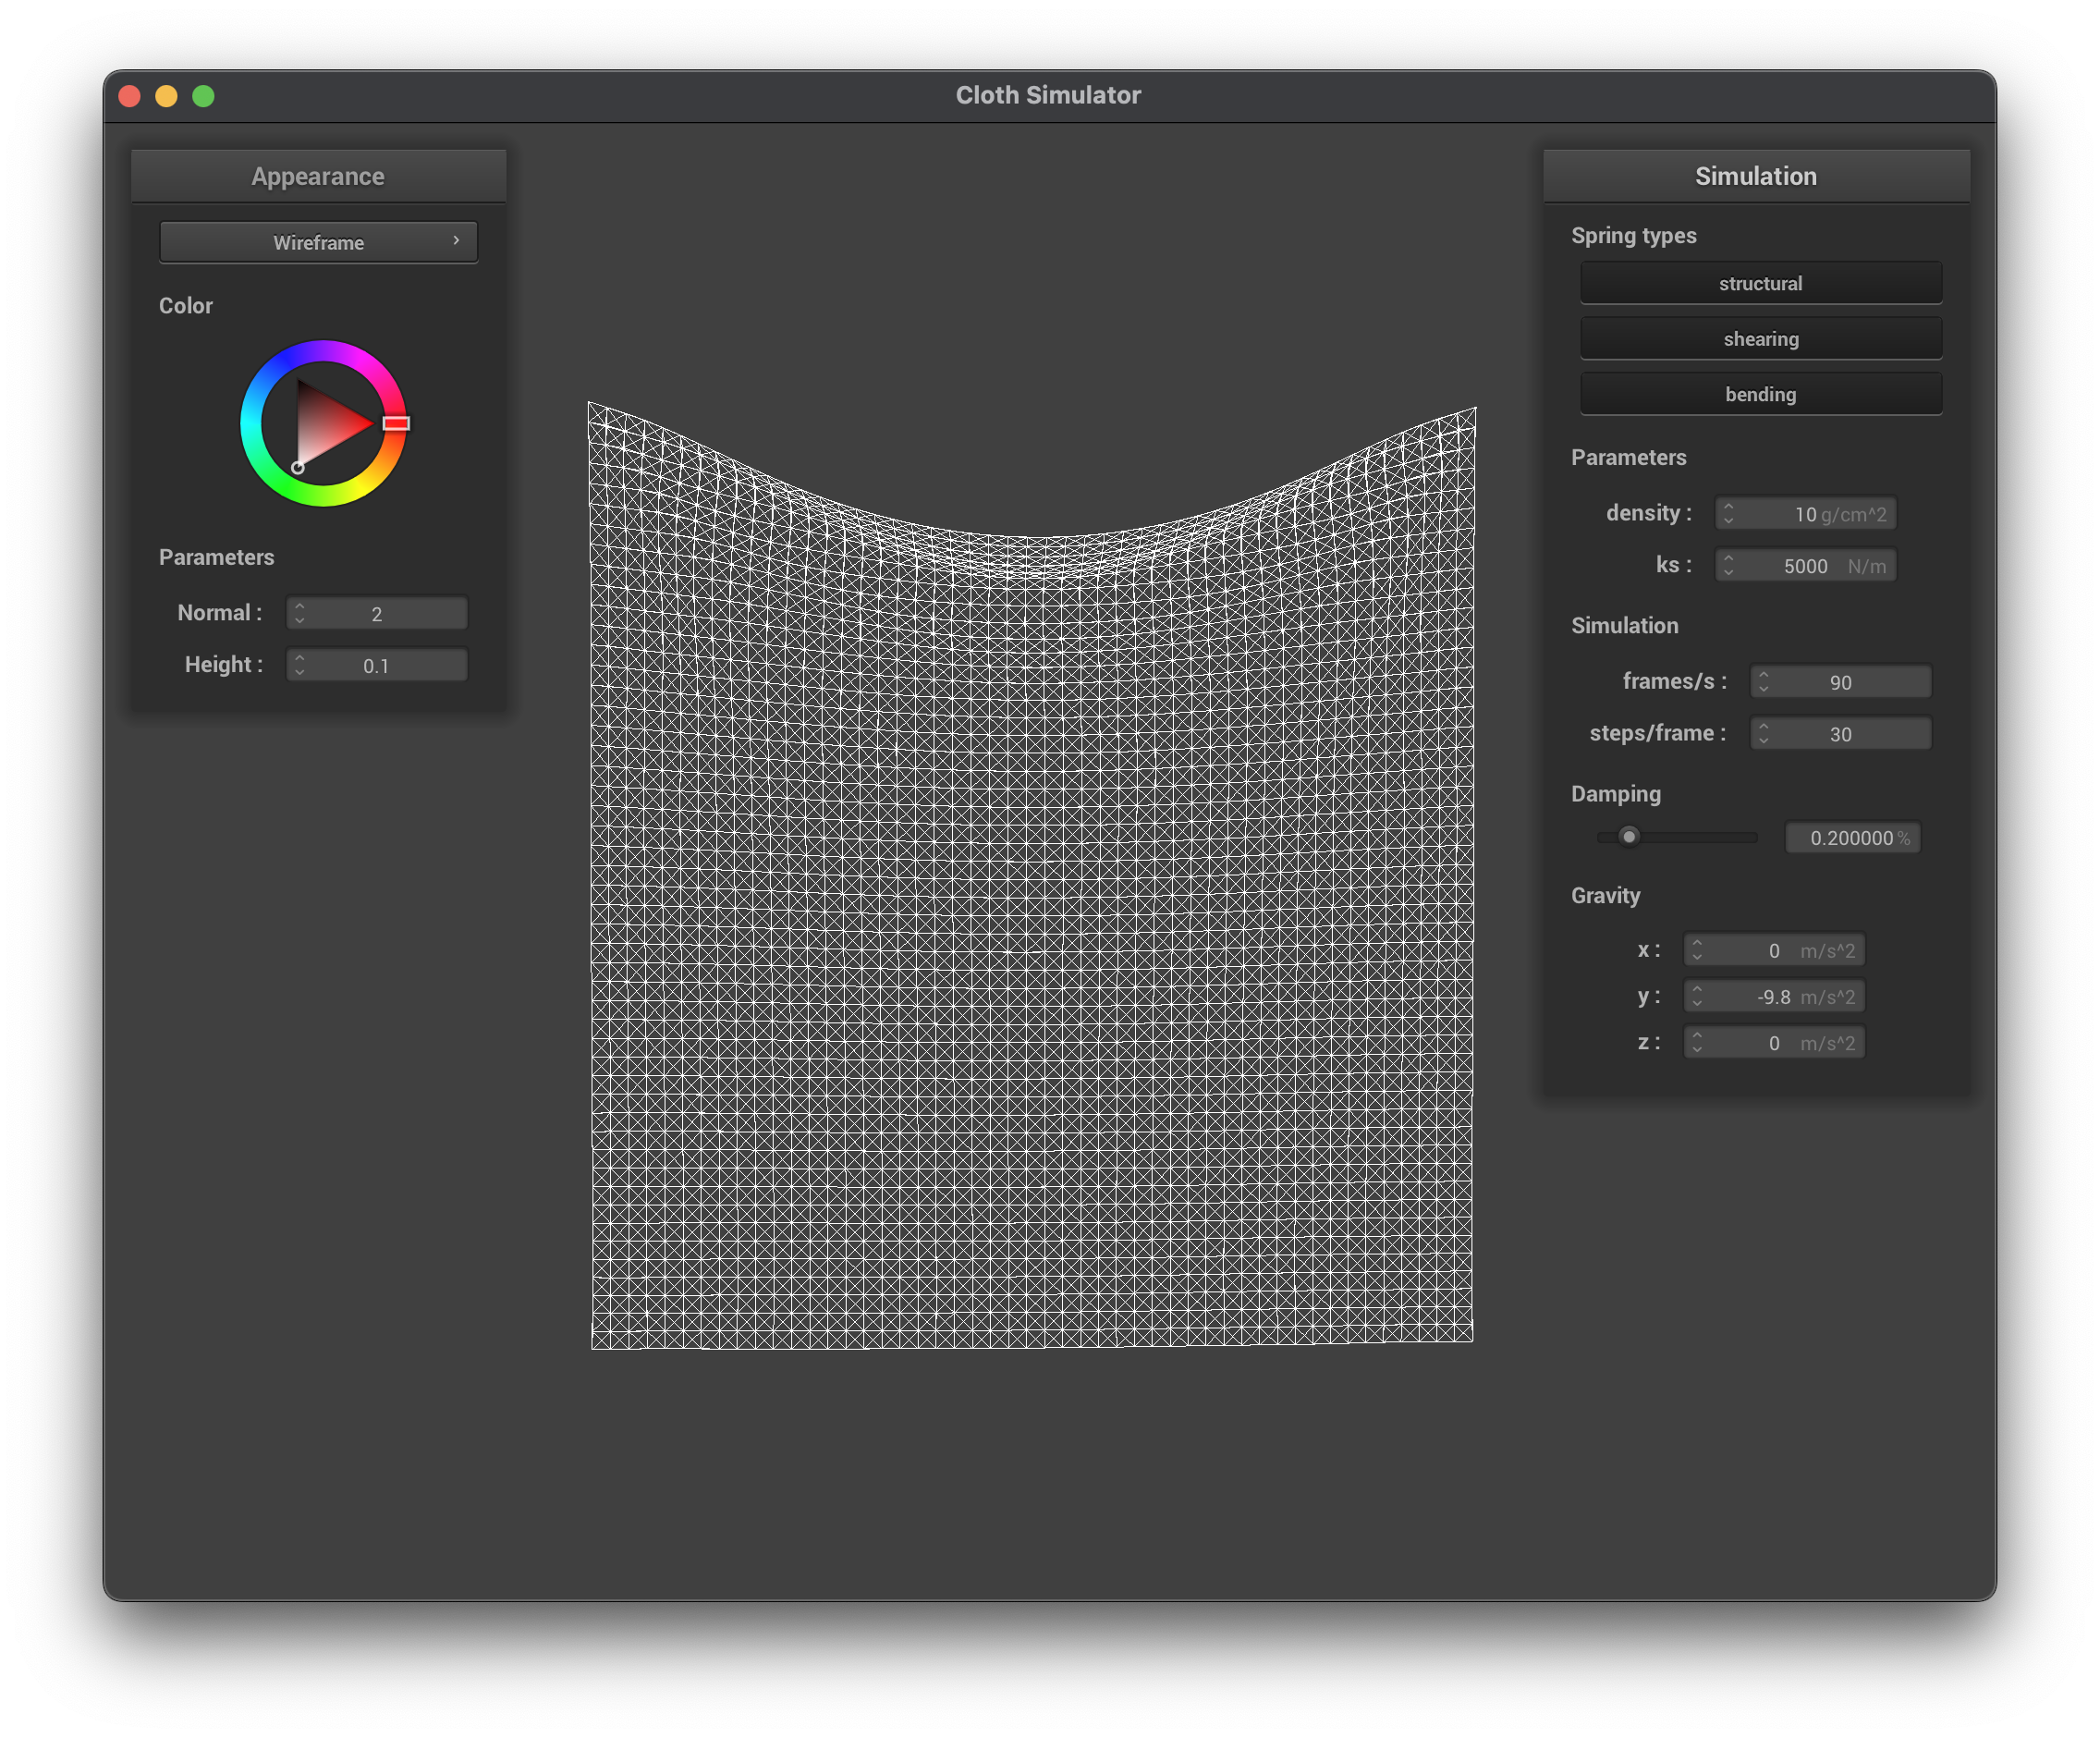 Cloth Simulator
Appearance
Wireframe
Color
Parameters
Normal : 2
Height : 0.1
Simulation
Spring types
structural
shearing
bending
Parameters
density : 10 g/cm^2
ks : 5000 N/m
Simulation
frames/s : 90
steps/frame : 30
Damping
0.200000 %
Gravity
x : 0 m/s^2
y : -9.8 m/s^2
z : 0 m/s^2